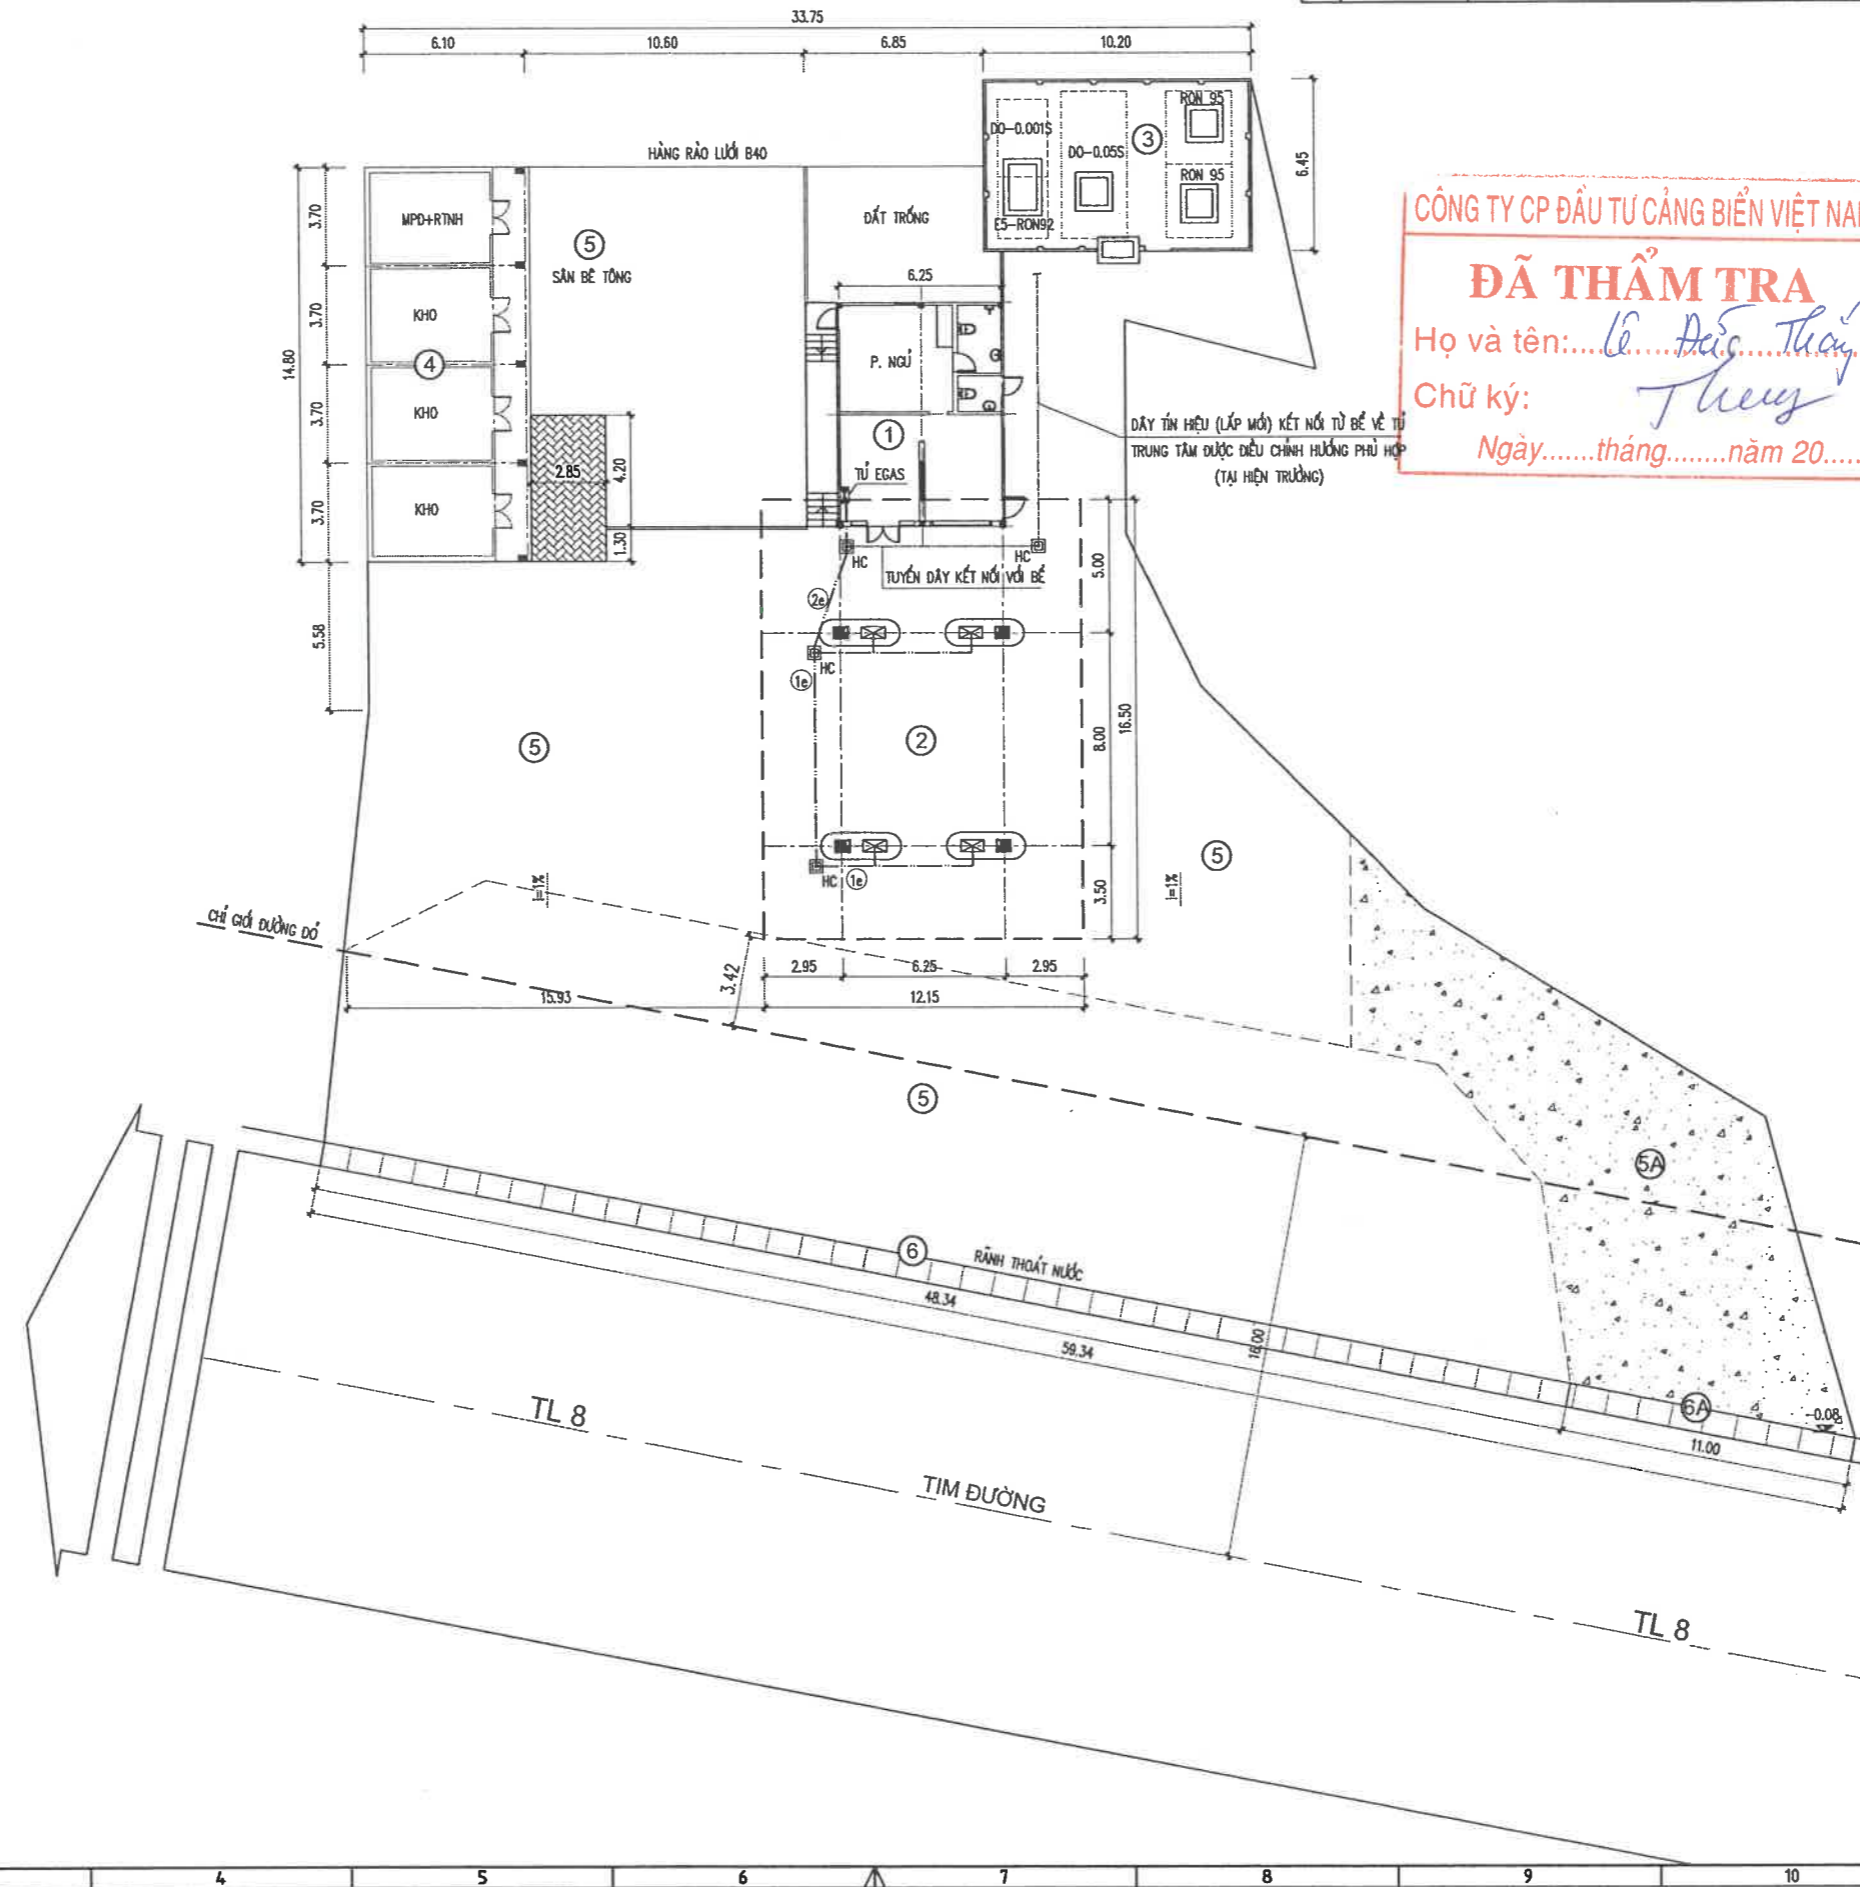 33.75
6.10
10.60
6.85
10.20
HÀNG RÀO LƯỚI B40
DO-0.001S
E5-RON92
DO-0.05S
RON 95
3
RON 95
6.45
CÔNG TY CP ĐẦU TƯ CẢNG BIỂN VIỆT
ĐÃ THẨM TRA
Họ và tên:
Chữ ký:
Ngày.......tháng........năm 20.....
14.80
3.70
3.70
3.70
3.70
5.58
MPD+RTNH
KHO
4
KHO
KHO
5
SÂN BÊ TÔNG
ĐẤT TRỐNG
6.25
P. NGỦ
1
TỦ EGAS
2.85
4.20
1.30
DÂY TÍN HIỆU (LẮP MỚI) KẾT NỐI TỪ BỂ VỀ TỦ
TRUNG TÂM ĐƯỢC ĐIỀU CHỈNH HƯỚNG PHÙ HỢP
(TẠI HIỆN TRƯỜNG)
HC
HC
TUYẾN DÂY KẾT NỐI VỚI BỂ
2e
HC
1e
5
2
5.00
8.00
16.50
3.50
HC
1e
5
i=1%
i=1%
CHỈ GIỚI ĐƯỜNG ĐỎ
3.42
2.95
6.25
2.95
15.93
12.15
5
5A
6
RÃNH THOÁT NƯỚC
48.34
59.34
18.00
6A
-0.08
11.00
TL 8
TIM ĐƯỜNG
TL 8
4
5
6
7
8
9
10